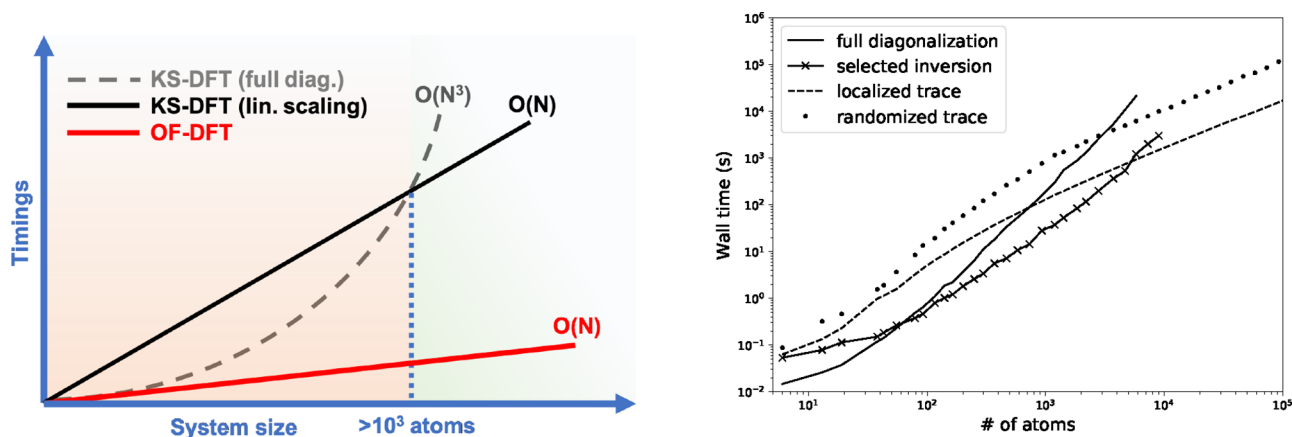 KS-DFT (full diag.)
KS-DFT (lin. scaling)
OF-DFT
O(N³)
O(N)
O(N)
Timings
System size
>10³ atoms
full diagonalization
selected inversion
localized trace
randomized trace
Wall time (s)
10⁶
10⁵
10⁴
10³
10²
10¹
10⁰
10⁻¹
10⁻²
10¹ 10² 10³ 10⁴ 10⁵
# of atoms